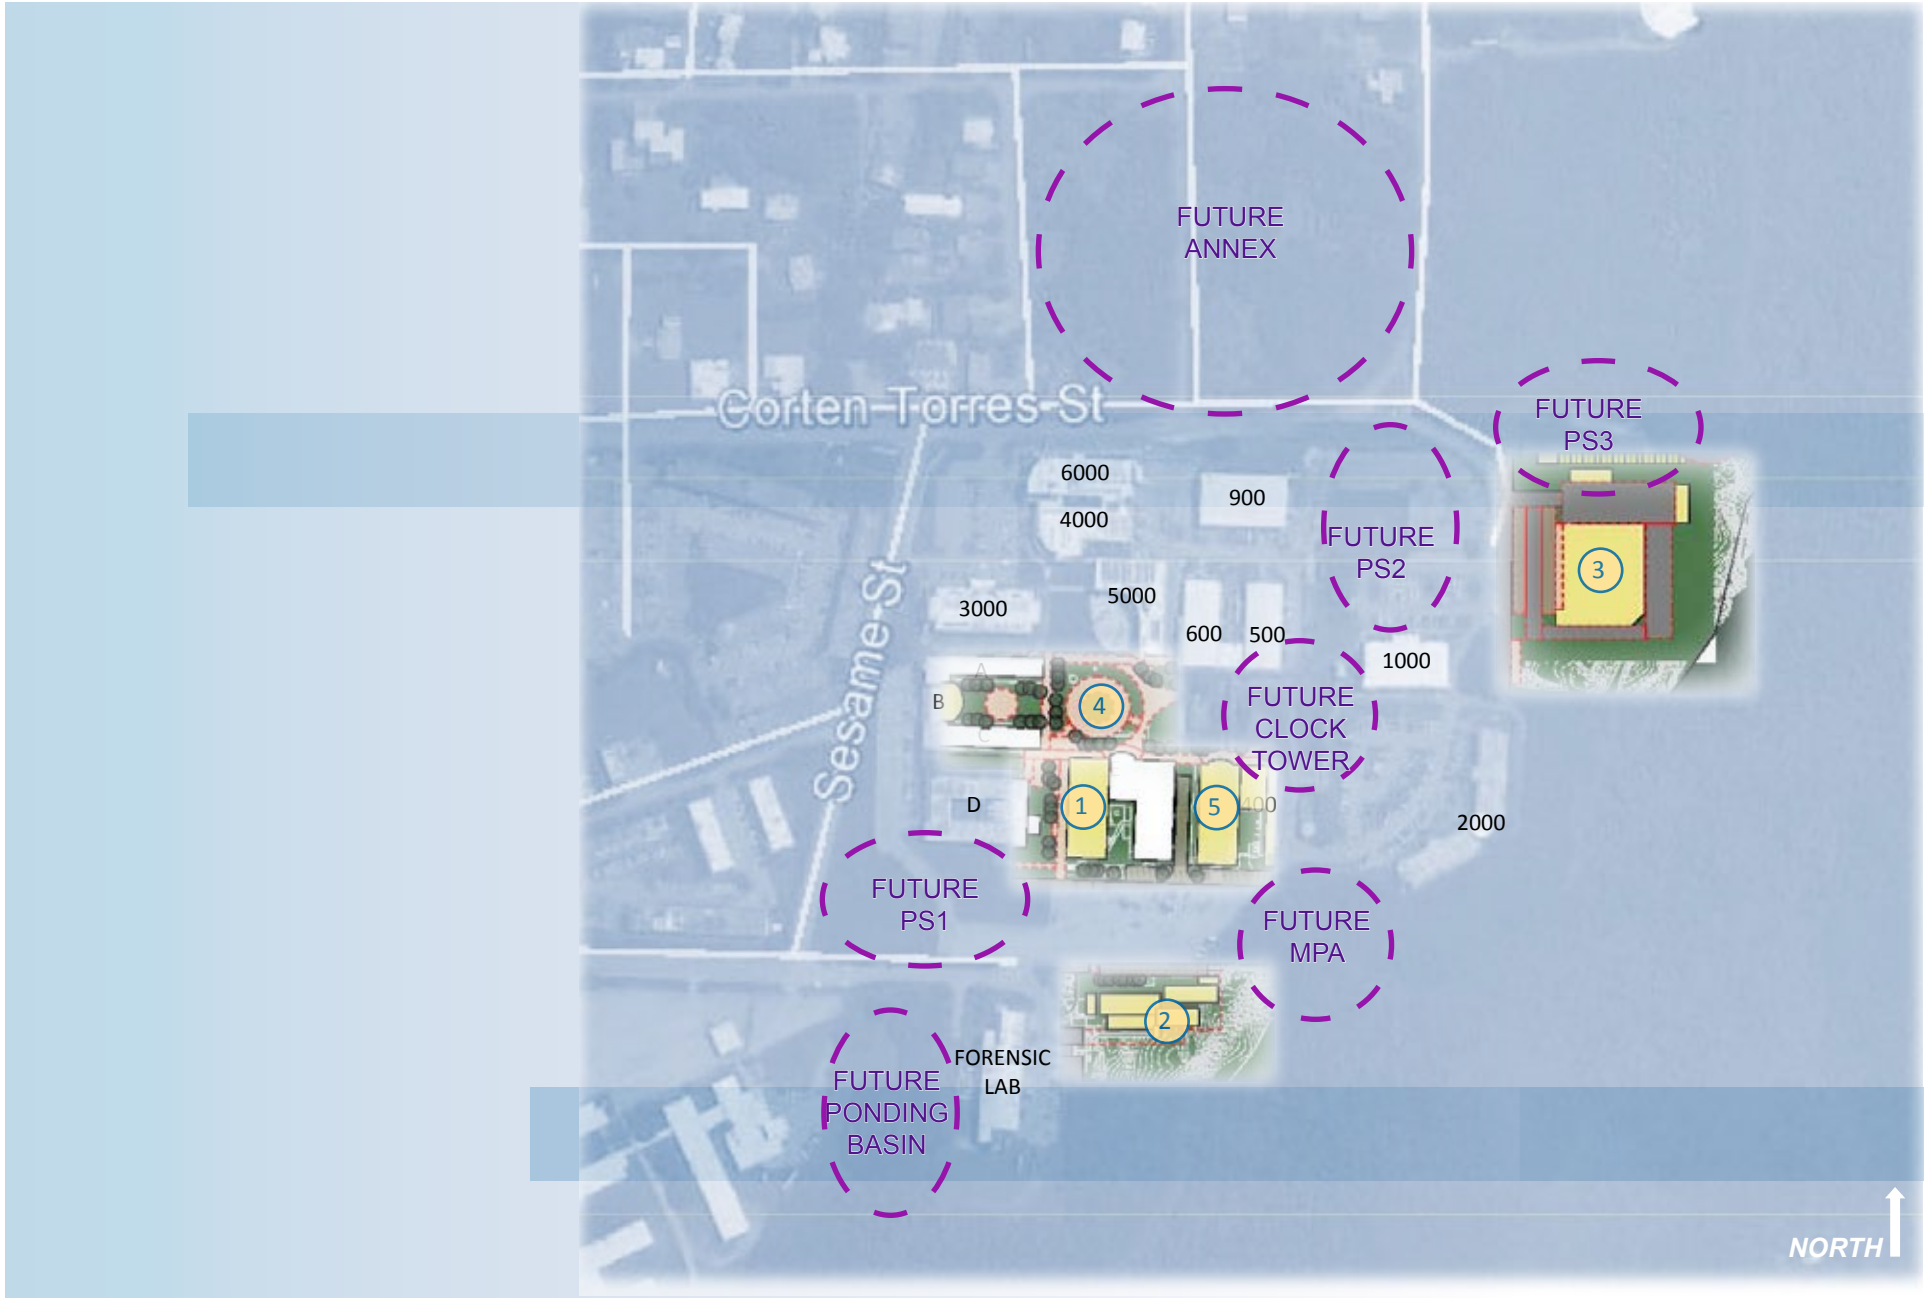 FUTURE
ANNEX
Corten Torres St
FUTURE
PS3
6000
900
4000
FUTURE
PS2
3
5000
3000
600
500
1000
Sesame St
A
B
4
C
FUTURE
CLOCK
TOWER
D
1
5
400
2000
FUTURE
PS1
FUTURE
MPA
2
FORENSIC
LAB
FUTURE
PONDING
BASIN
NORTH